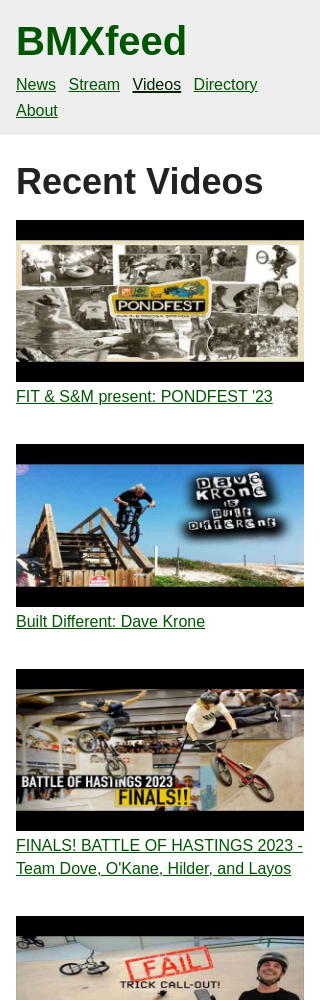 BMXfeed
News Stream Videos Directory
About
Recent Videos
PONDFEST
FIT & S&M present: PONDFEST '23
Dave
Krone
is
Built
Different
Built Different: Dave Krone
BATTLE OF HASTINGS 2023
FINALS!!
FINALS! BATTLE OF HASTINGS 2023 -
Team Dove, O'Kane, Hilder, and Layos
FAIL
TRICK CALL-OUT!